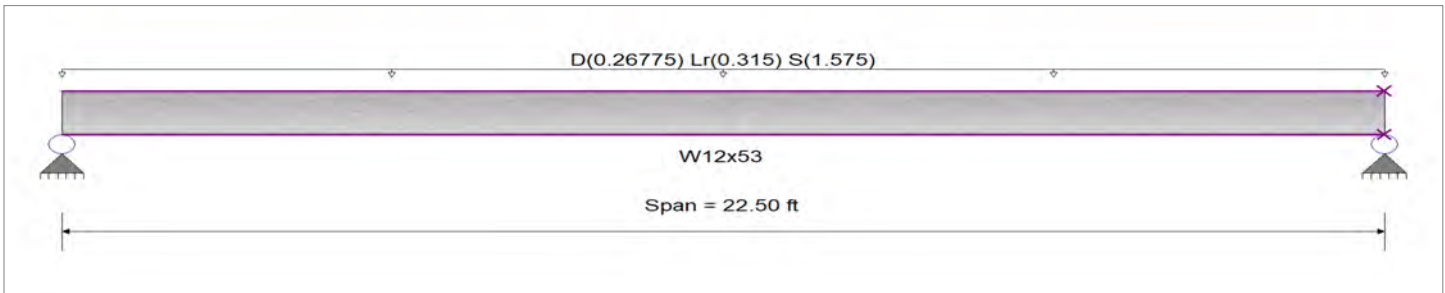 D(0.26775) Lr(0.315) S(1.575)
W12x53
Span = 22.50 ft